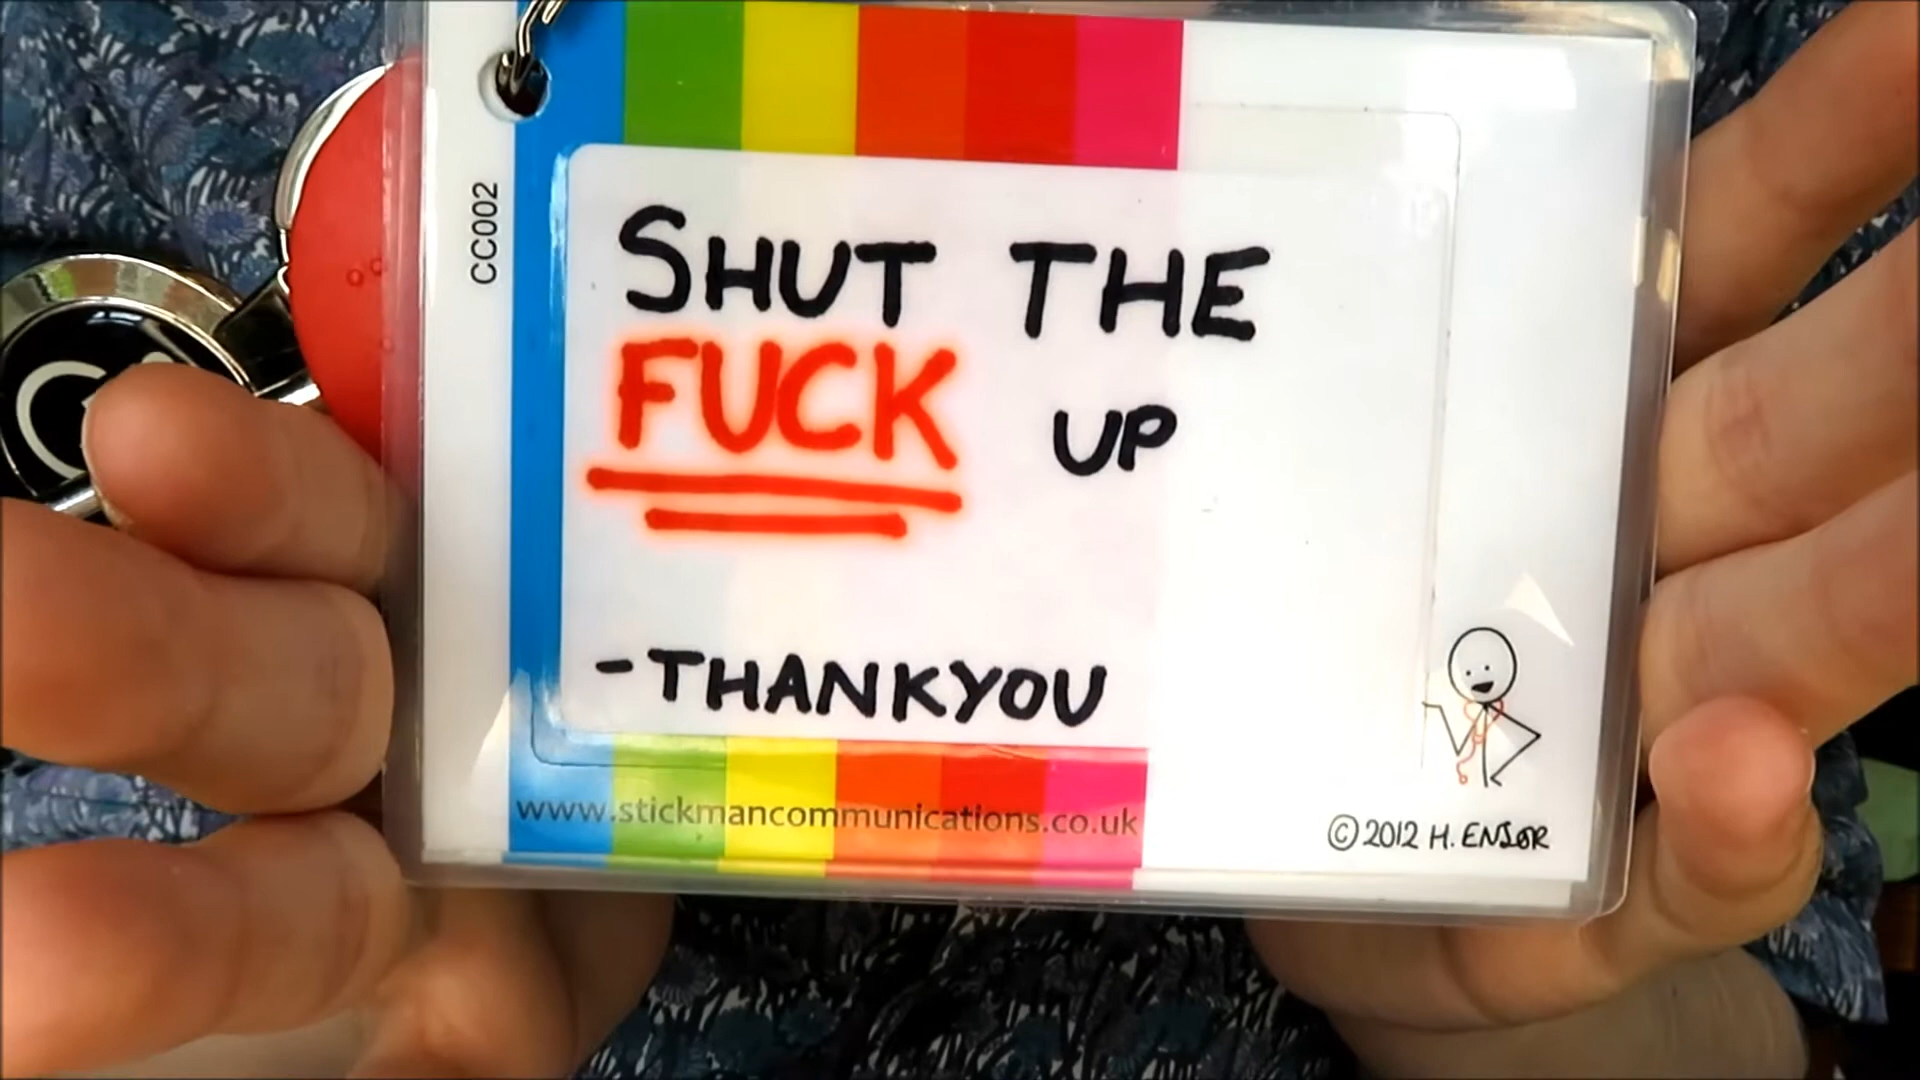 CC002
SHUT THE
FUCK UP
-THANKYOU
www.stickmancommunications.co.uk
©2012 H. ENSOR